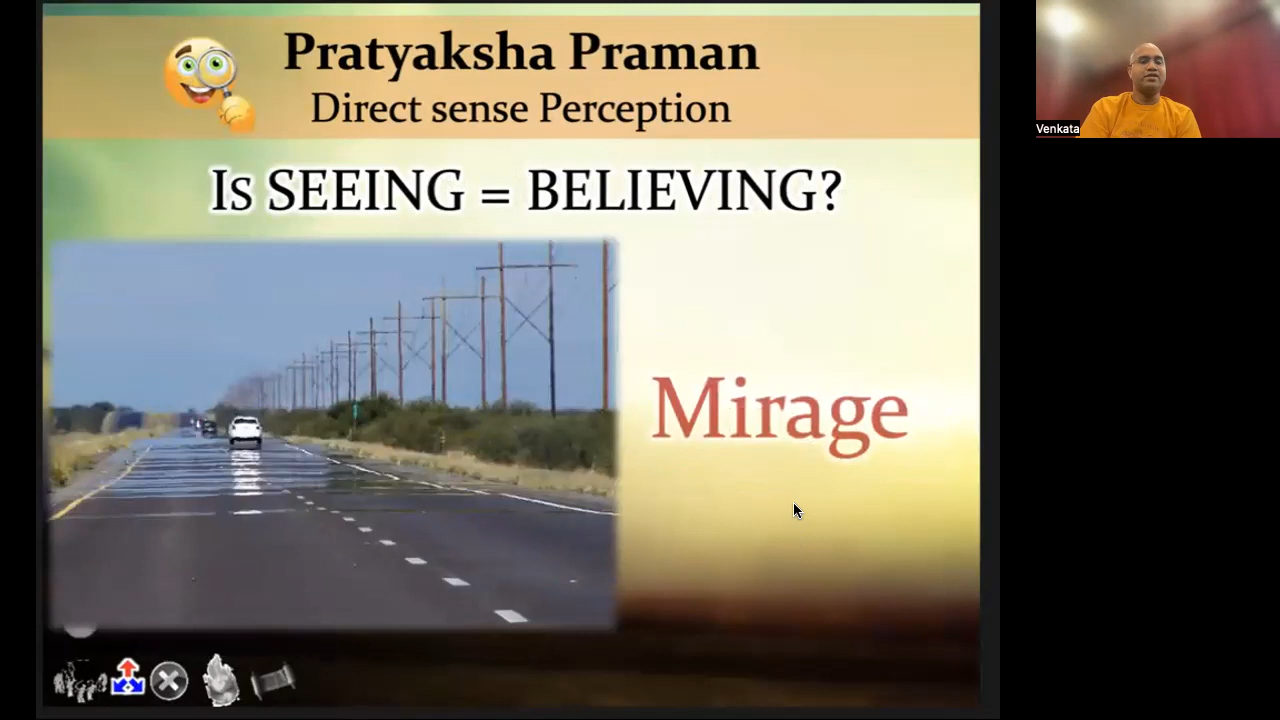 Pratyaksha Praman
Direct sense Perception
Is SEEING = BELIEVING?
Mirage
Venkata